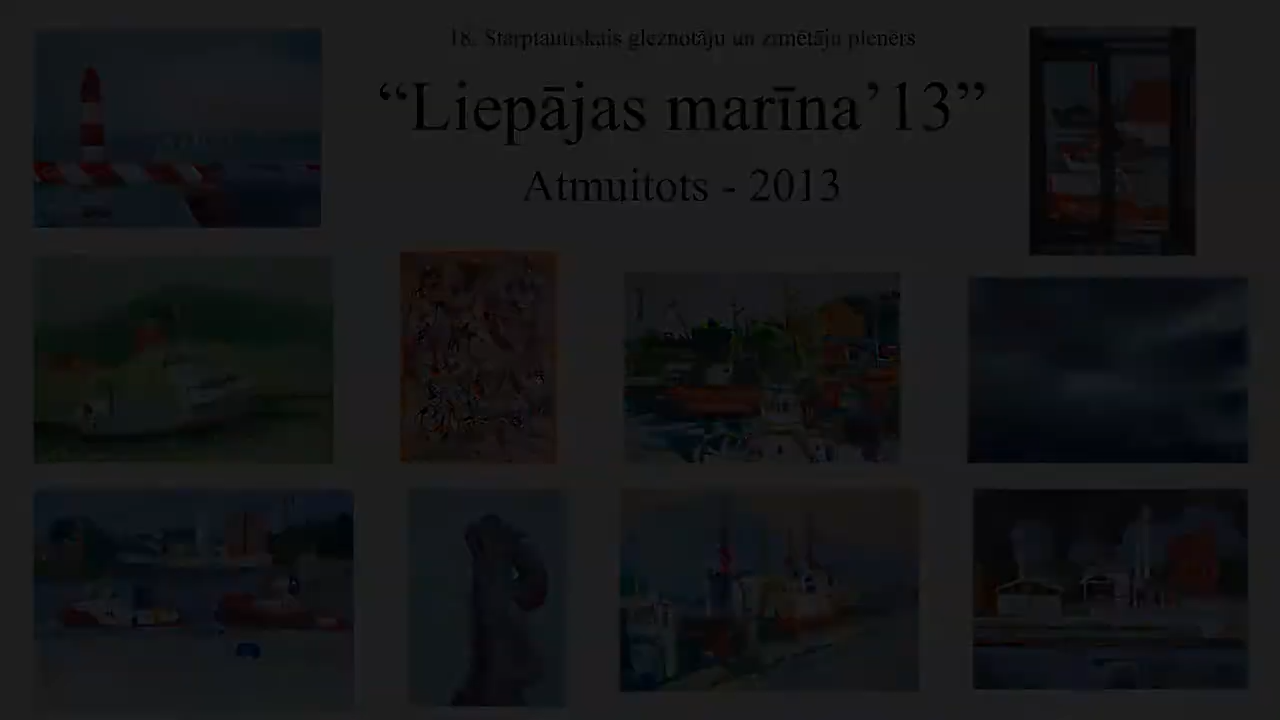 18. Starptautiskais gleznotāju un zīmētāju plenērs
“Liepājas marīna’13”
Atmuitots - 2013